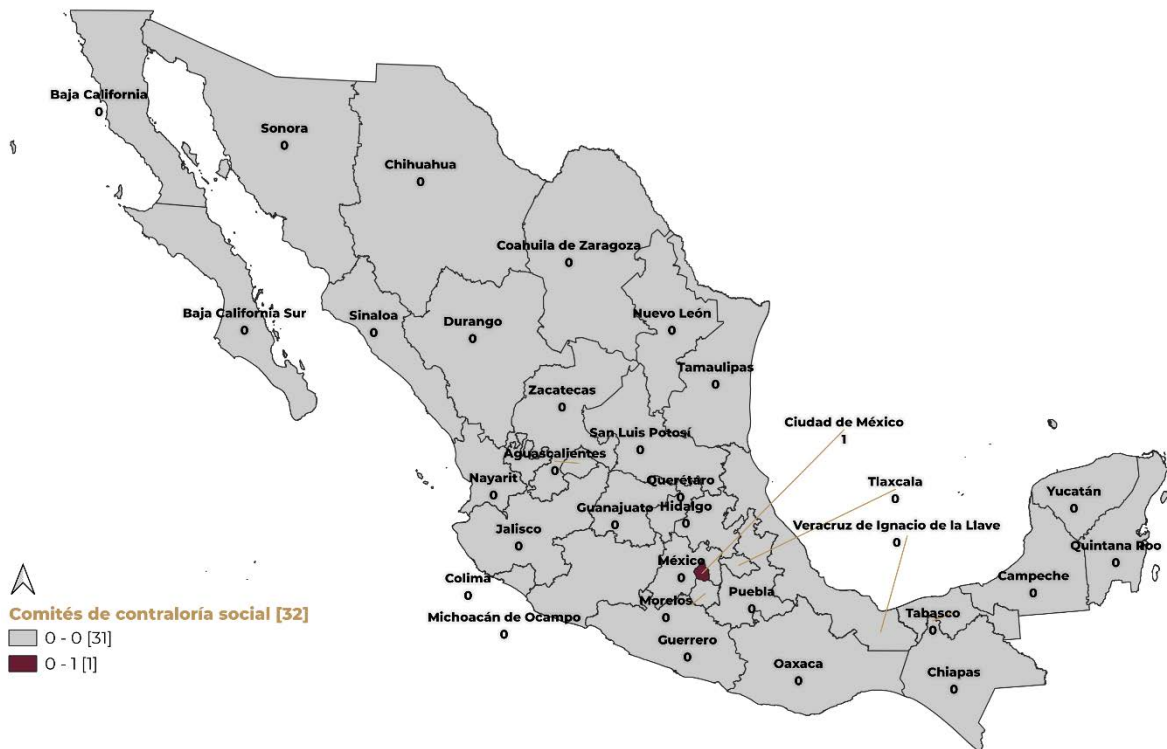 Baja California
0
Sonora
0
Chihuahua
0
Coahuila de Zaragoza
0
Baja California Sur
0
Sinaloa
0
Durango
0
Nuevo León
0
Tamaulipas
0
Zacatecas
0
San Luis Potosí
0
Ciudad de México
1
Aguascalientes
0
Nayarit
0
Querétaro
0
Tlaxcala
0
Yucatán
0
Guanajuato
0
Hidalgo
0
Jalisco
0
Veracruz de Ignacio de la Llave
0
Quintana Roo
0
México
0
Colima
0
Puebla
0
Campeche
0
Morelos
0
Michoacán de Ocampo
0
Tabasco
0
Guerrero
0
Oaxaca
0
Chiapas
0
Comités de contraloría social [32]
0 - 0 [31]
0 - 1 [1]